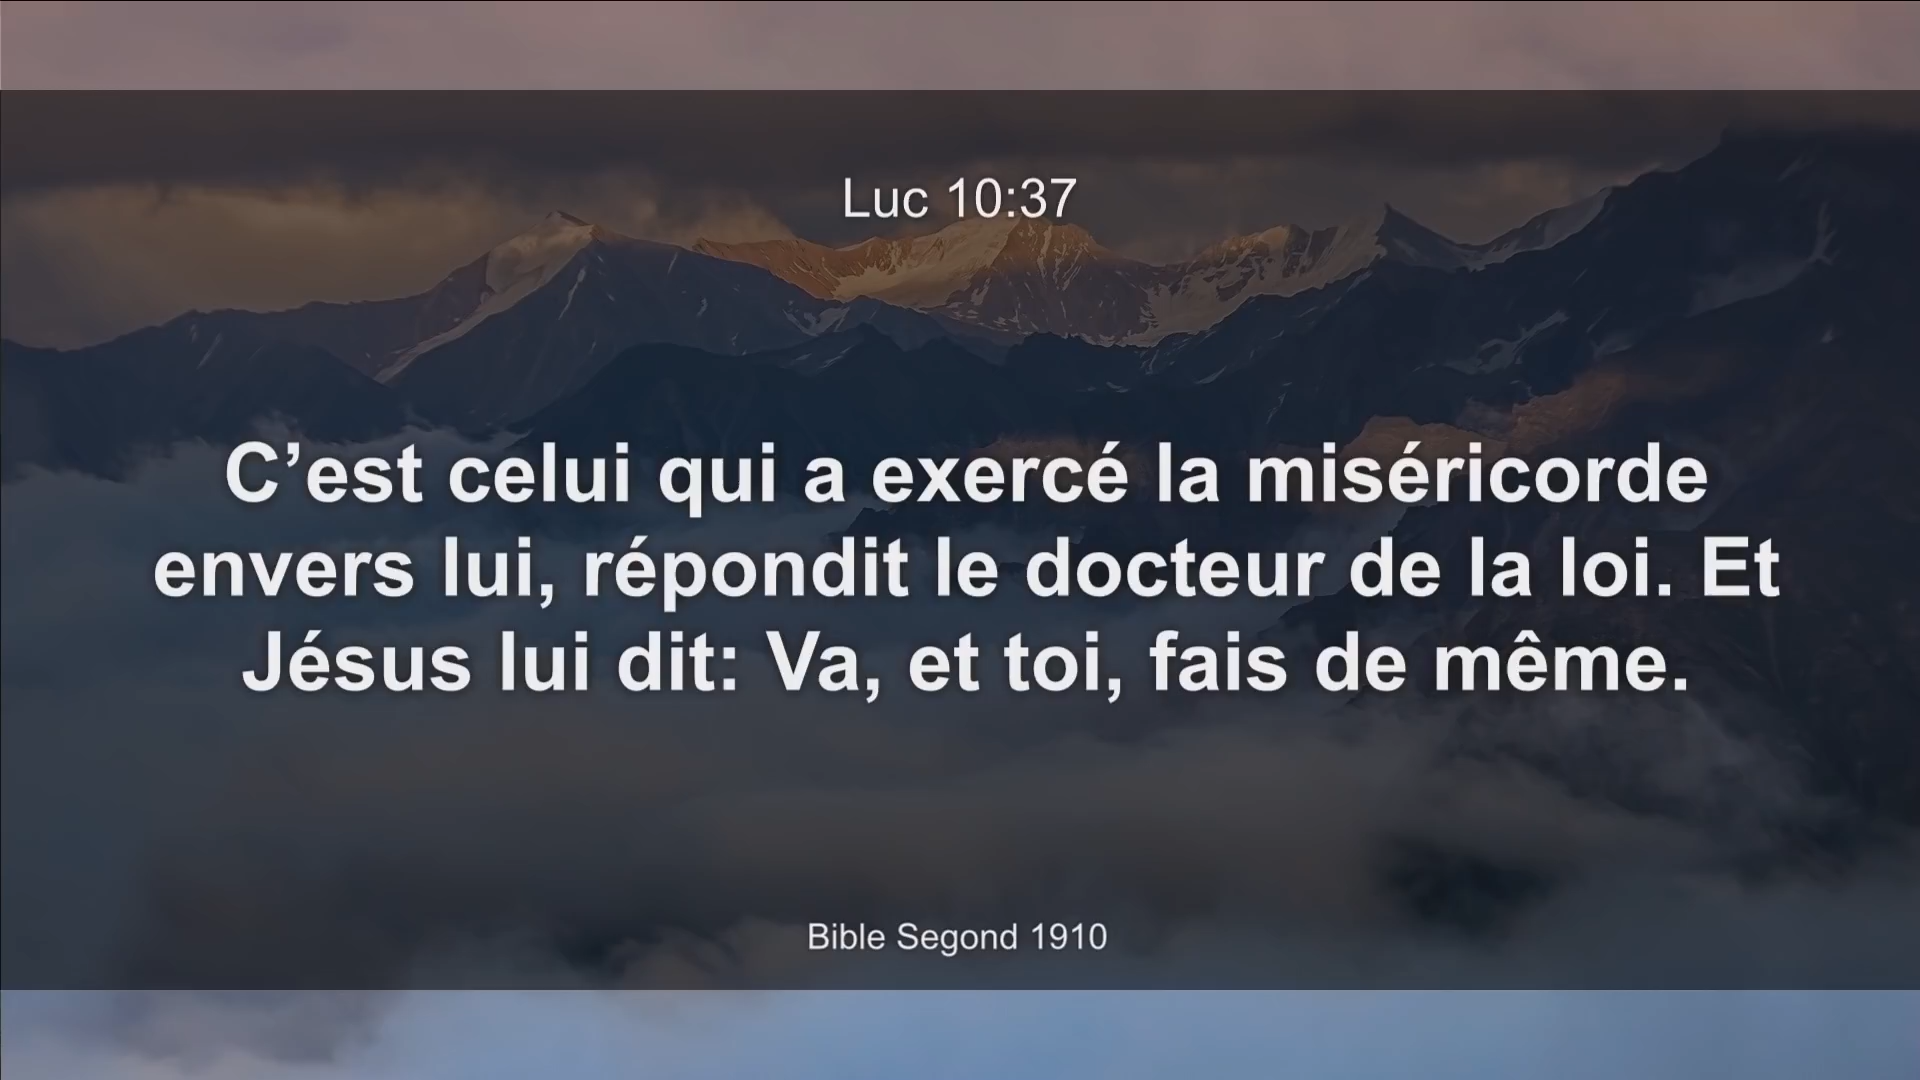 Luc 10:37
C’est celui qui a exercé la miséricorde
envers lui, répondit le docteur de la loi. Et
Jésus lui dit: Va, et toi, fais de même.
Bible Segond 1910